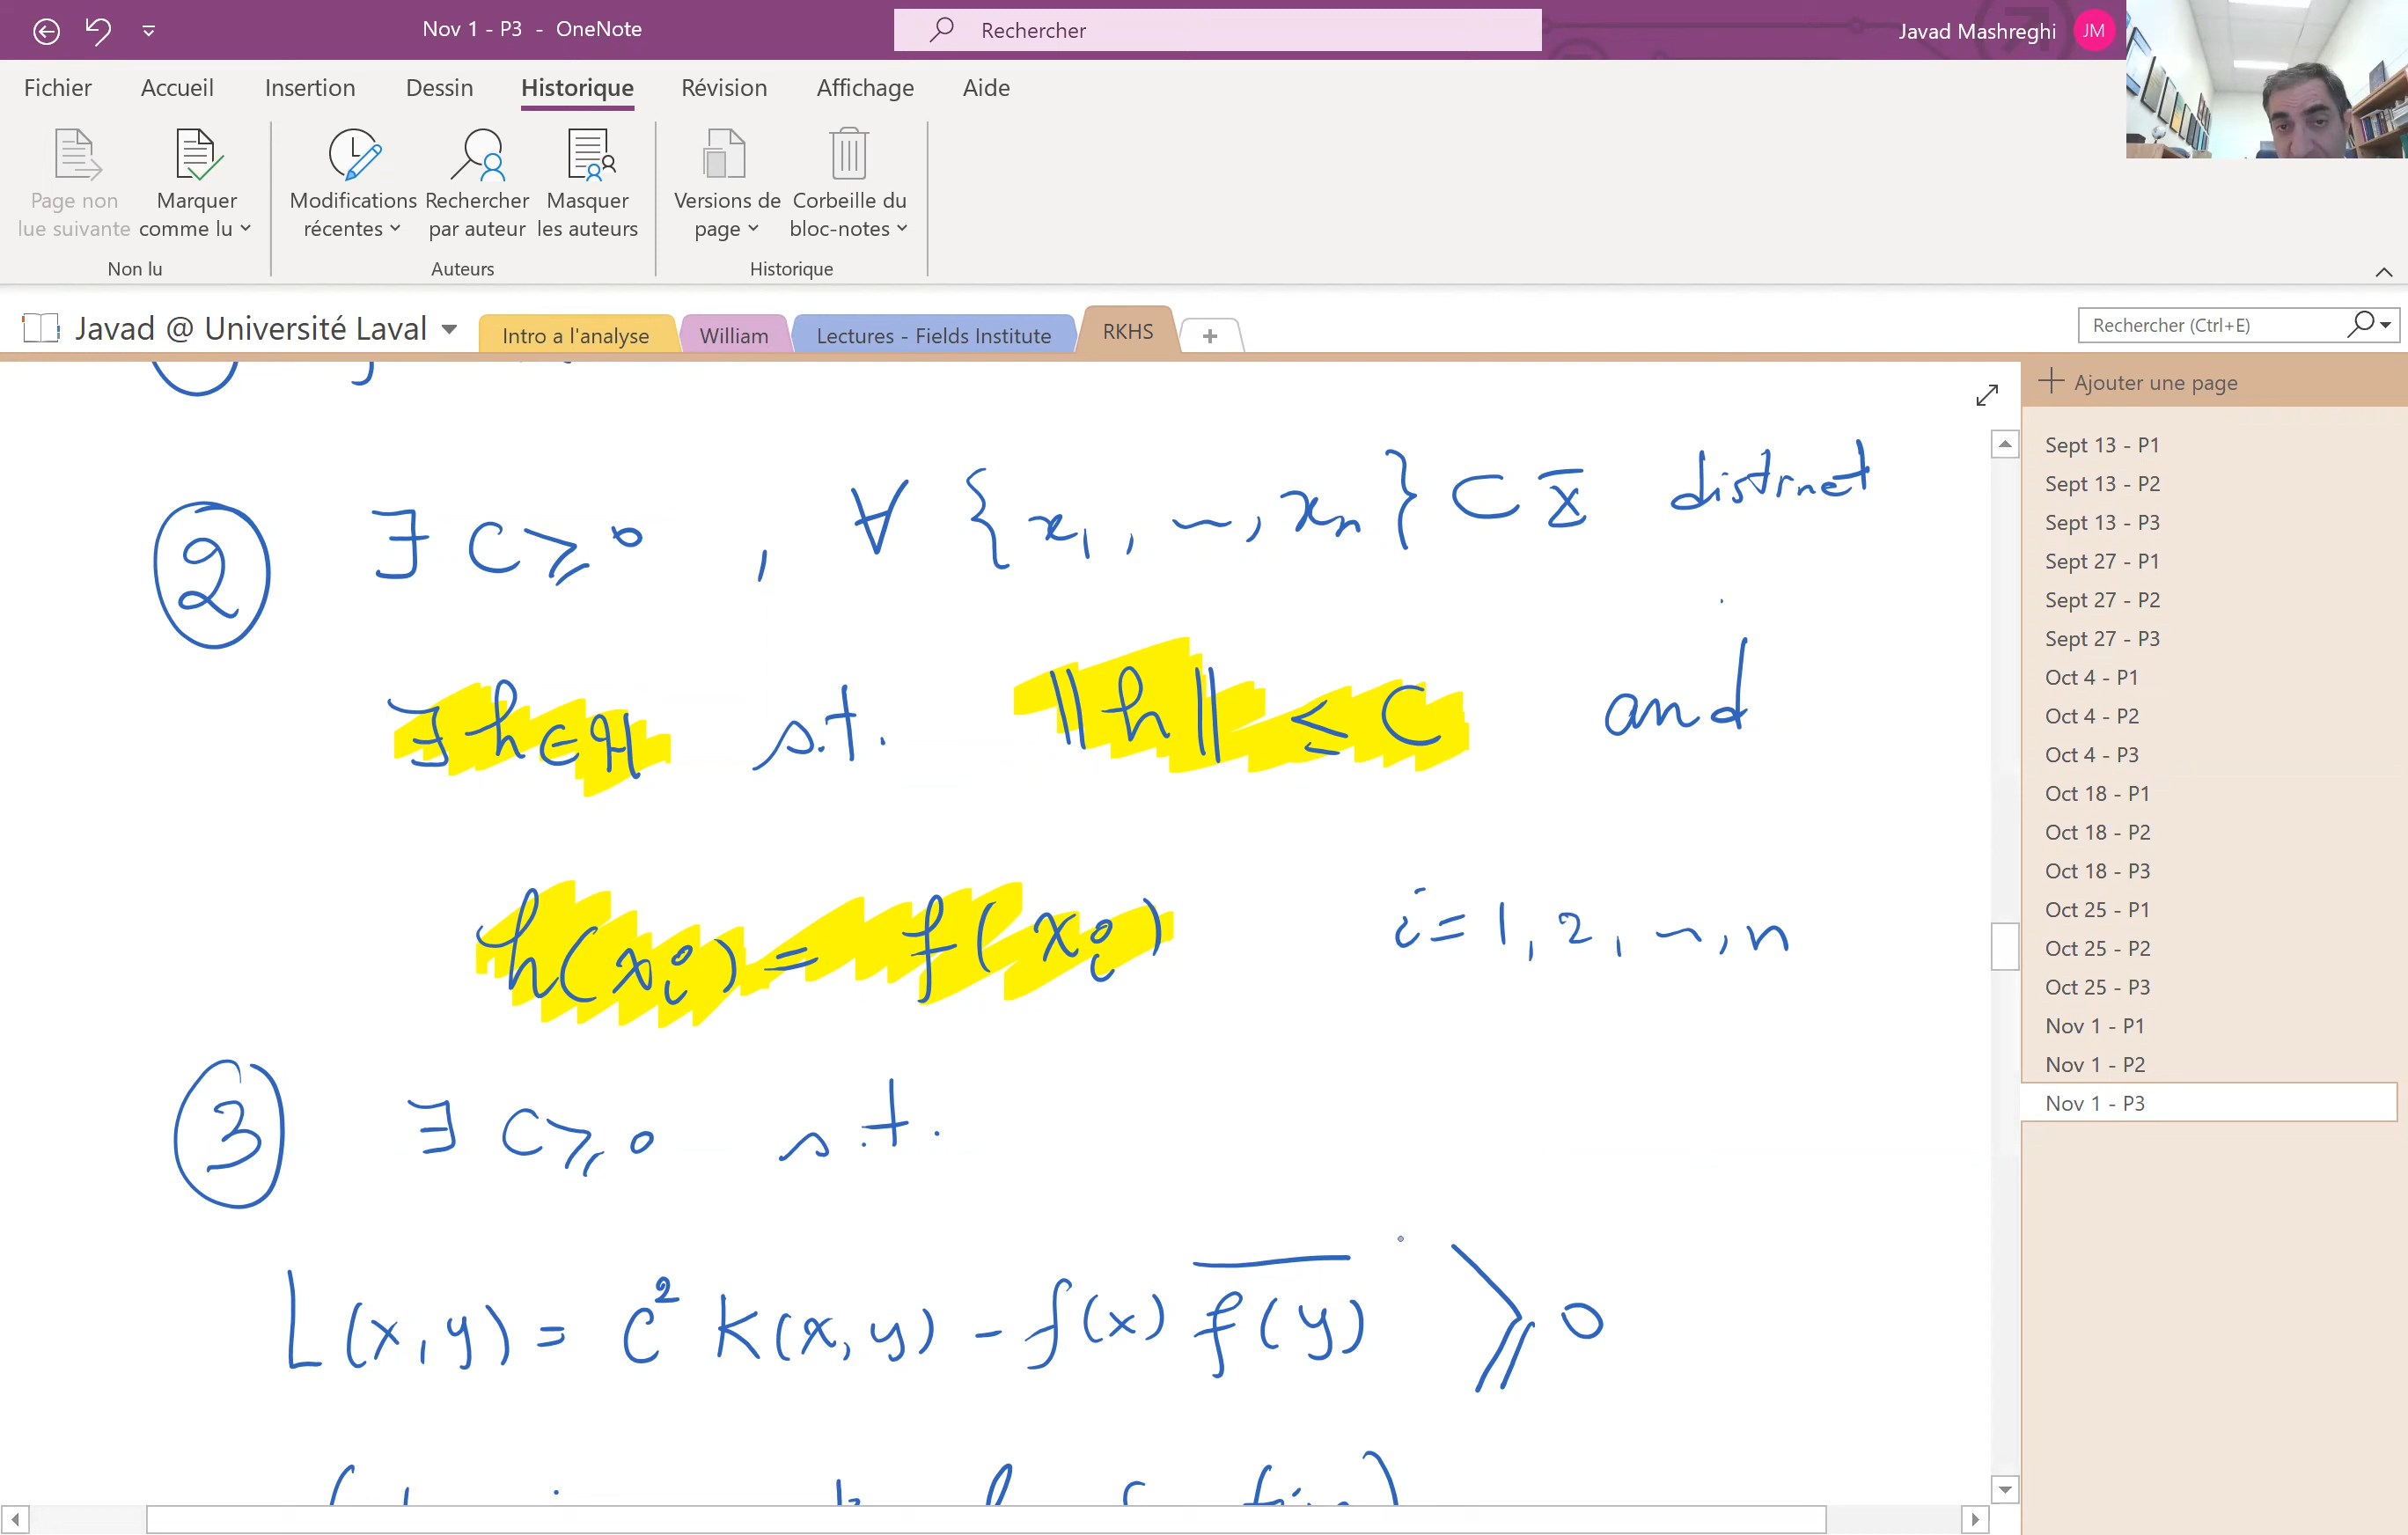 Nov 1 - P3 - OneNote
Rechercher
Javad Mashreghi
JM
Fichier Accueil Insertion Dessin Historique Révision Affichage Aide
Page non lue suivante
Marquer comme lu
Modifications récentes
Rechercher par auteur
Masquer les auteurs
Versions de page
Corbeille du bloc-notes
Non lu
Auteurs
Historique
Javad @ Université Laval
Intro a l'analyse
William
Lectures - Fields Institute
RKHS
+
Rechercher (Ctrl+E)
② ∃ C ⩾ 0 , ∀ {x₁, ~, xₙ} ⊂ X distinct
∃ h ∈ H s.t. ‖h‖ ≤ C and
h(xᵢ) = f(xᵢ) i = 1, 2, ~, n
③ ∃ C ⩾ 0 s.t.
L(x,y) = C² K(x,y) - f(x) \overline{f(y)} ⩾ 0
Ajouter une page
Sept 13 - P1
Sept 13 - P2
Sept 13 - P3
Sept 27 - P1
Sept 27 - P2
Sept 27 - P3
Oct 4 - P1
Oct 4 - P2
Oct 4 - P3
Oct 18 - P1
Oct 18 - P2
Oct 18 - P3
Oct 25 - P1
Oct 25 - P2
Oct 25 - P3
Nov 1 - P1
Nov 1 - P2
Nov 1 - P3